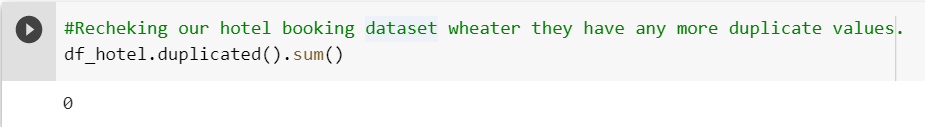 #Recheking our hotel booking dataset wheater they have any more duplicate values.
df_hotel.duplicated().sum()
0